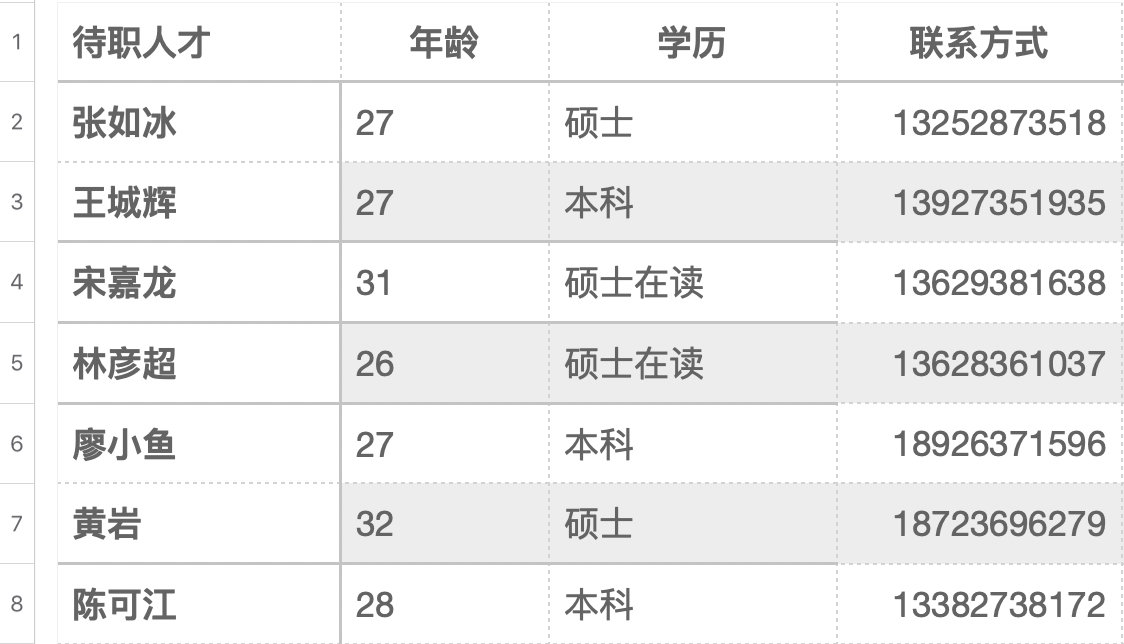 1 待职人才 年龄 学历 联系方式
2 张如冰 27 硕士 13252873518
3 王城辉 27 本科 13927351935
4 宋嘉龙 31 硕士在读 13629381638
5 林彦超 26 硕士在读 13628361037
6 廖小鱼 27 本科 18926371596
7 黄岩 32 硕士 18723696279
8 陈可江 28 本科 13382738172